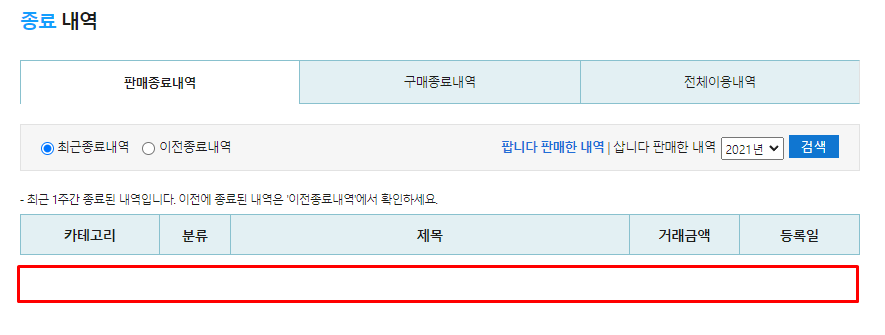 종료 내역
판매종료내역 구매종료내역 전체이용내역
최근종료내역 이전종료내역 팝니다 판매한 내역 | 삽니다 판매한 내역 2021년 검색
- 최근 1주간 종료된 내역입니다. 이전에 종료된 내역은 '이전종료내역'에서 확인하세요.
카테고리 분류 제목 거래금액 등록일